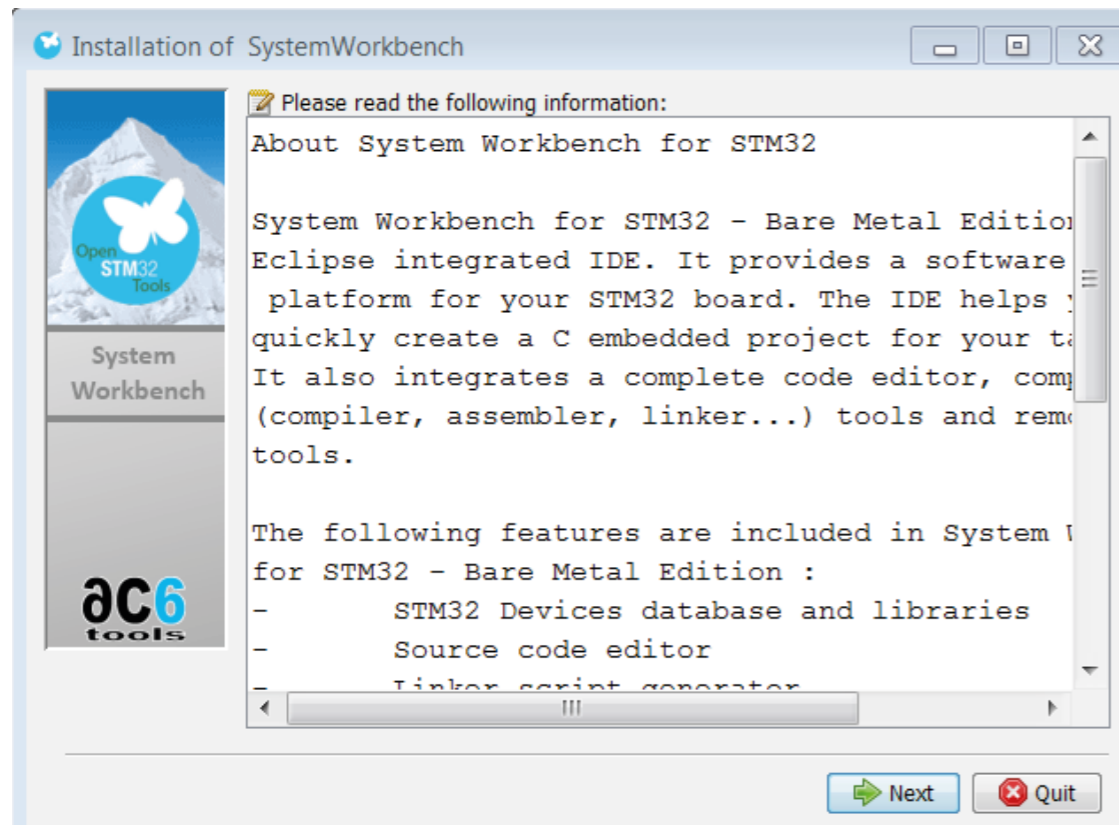 Installation of SystemWorkbench
Please read the following information:
About System Workbench for STM32
System Workbench for STM32 - Bare Metal Edition
Eclipse integrated IDE. It provides a software
platform for your STM32 board. The IDE helps
quickly create a C embedded project for your
It also integrates a complete code editor,
(compiler, assembler, linker...) tools and
tools.
The following features are included in System
for STM32 - Bare Metal Edition :
- STM32 Devices database and libraries
- Source code editor
- Linker script generator
Open
STM32
Tools
System
Workbench
ac6
tools
Next
Quit